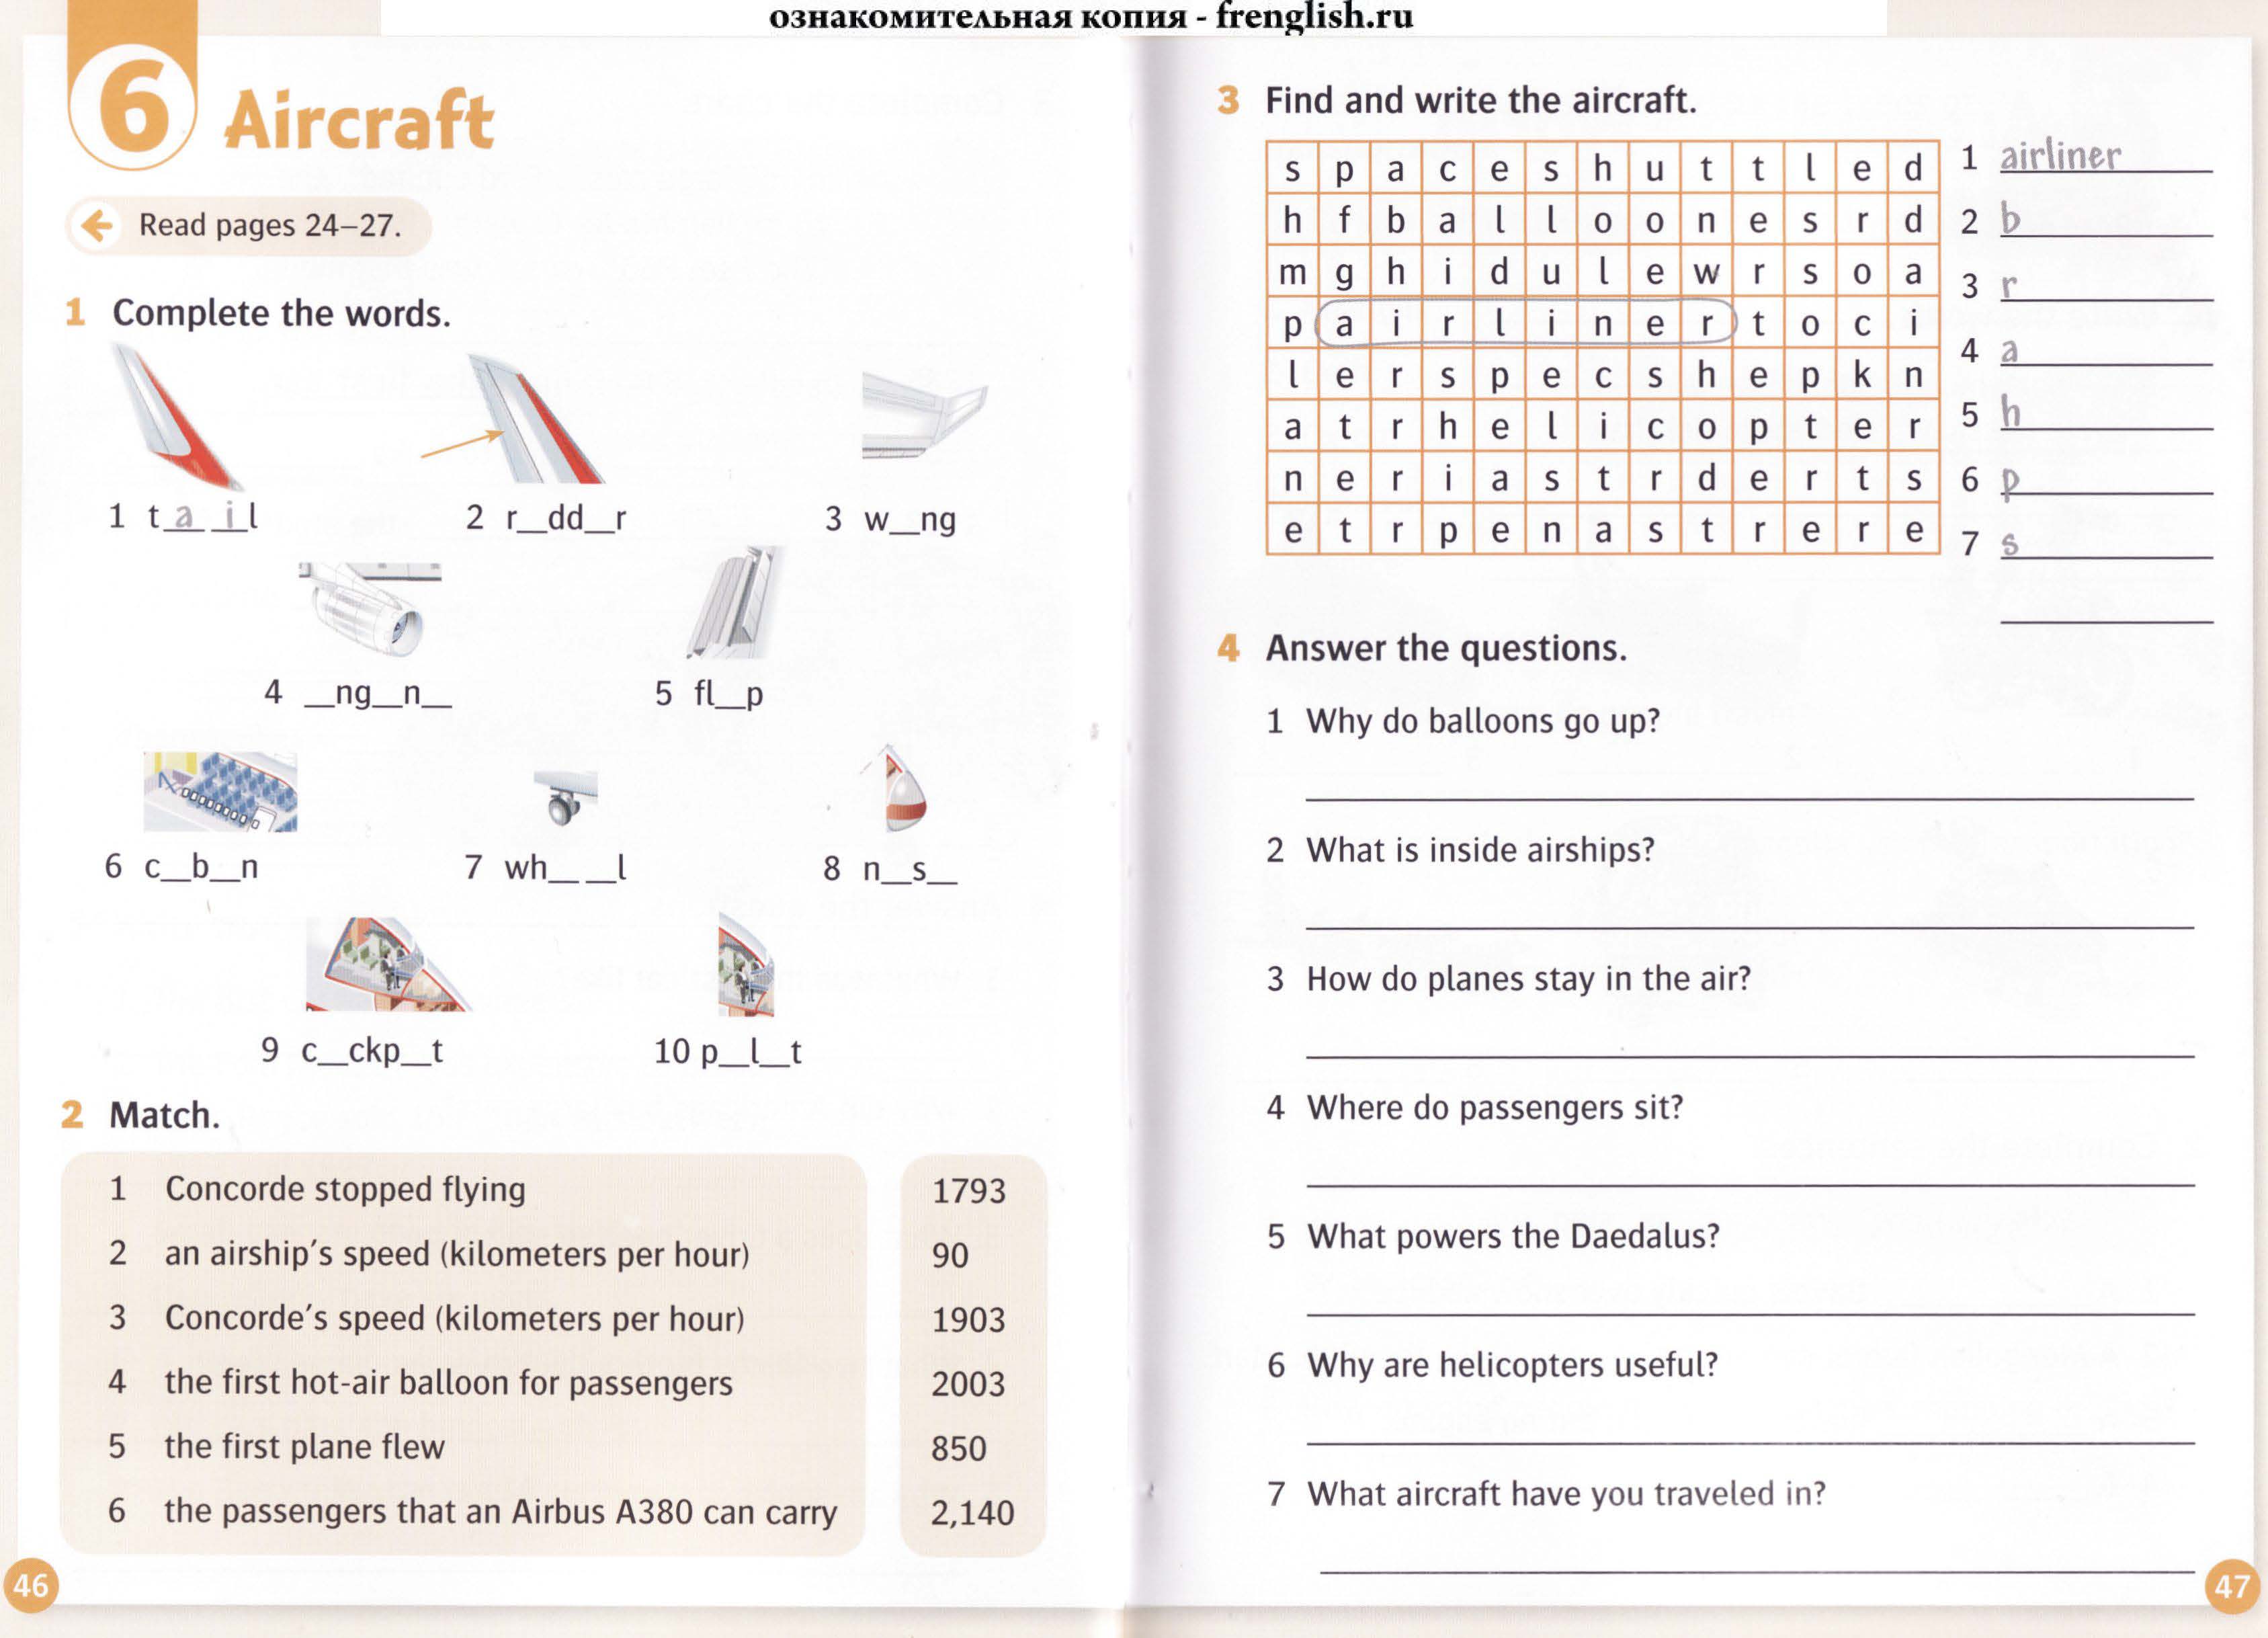 ознакомительная копия - frenglish.ru
6 Aircraft
Read pages 24–27.
1 Complete the words.
1 t_a_ _i_l
2 r__dd__r
3 w__ng
4 __ng__n__
5 fl__p
6 c__b__n
7 wh__ __l
8 n__s__
9 c__ckp__t
10 p__l__t
2 Match.
1 Concorde stopped flying 1793
2 an airship's speed (kilometers per hour) 90
3 Concorde's speed (kilometers per hour) 1903
4 the first hot-air balloon for passengers 2003
5 the first plane flew 850
6 the passengers that an Airbus A380 can carry 2,140
46
3 Find and write the aircraft.
s p a c e s h u t t l e d
h f b a l l o o n e s r d
m g h i d u l e w r s o a
p a i r l i n e r t o c i
l e r s p e c s h e p k n
a t r h e l i c o p t e r
n e r i a s t r d e r t s
e t r p e n a s t r e r e
1 airliner
2 b
3 r
4 a
5 h
6 p
7 s
4 Answer the questions.
1 Why do balloons go up?
2 What is inside airships?
3 How do planes stay in the air?
4 Where do passengers sit?
5 What powers the Daedalus?
6 Why are helicopters useful?
7 What aircraft have you traveled in?
47